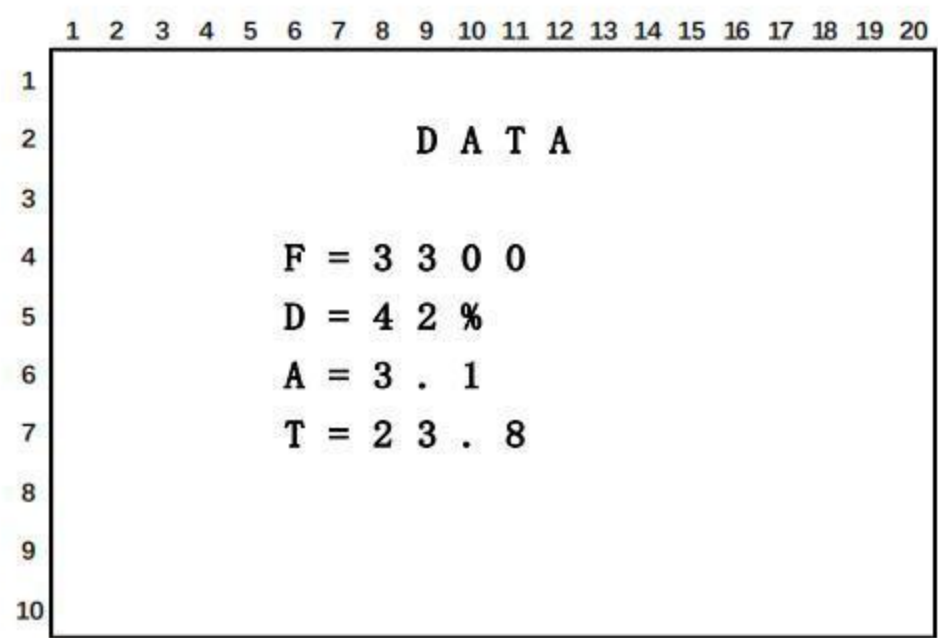 1 2 3 4 5 6 7 8 9 10 11 12 13 14 15 16 17 18 19 20
1
2 D A T A
3
4 F = 3 3 0 0
5 D = 4 2 %
6 A = 3 . 1
7 T = 2 3 . 8
8
9
10